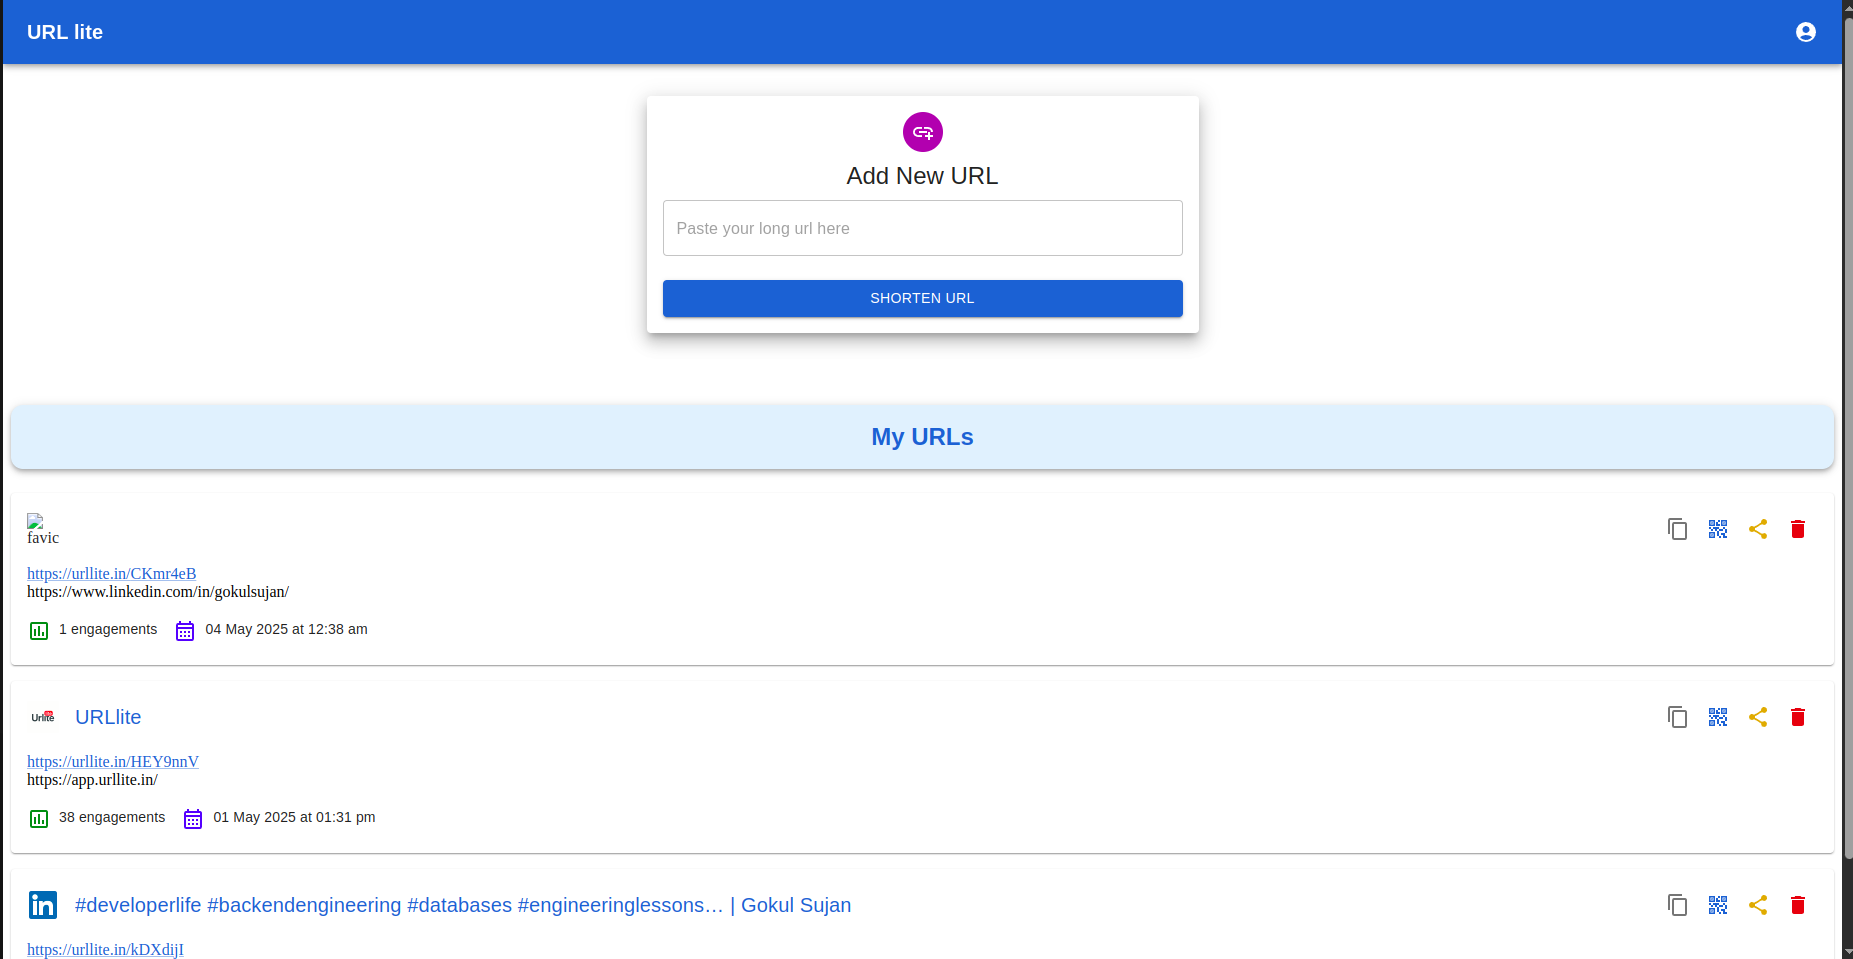 URL lite
Add New URL
Paste your long url here
SHORTEN URL
My URLs
favic
https://urllite.in/CKmr4eB
https://www.linkedin.com/in/gokulsujan/
1 engagements 04 May 2025 at 12:38 am
Urlite URLlite
https://urllite.in/HEY9nnV
https://app.urllite.in/
38 engagements 01 May 2025 at 01:31 pm
in #developerlife #backendengineering #databases #engineeringlessons… | Gokul Sujan
https://urllite.in/kDXdijI